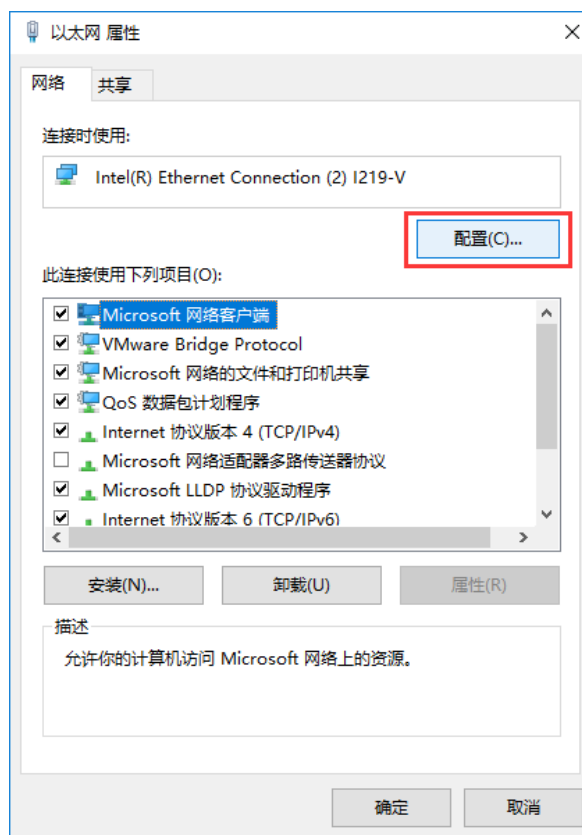 以太网 属性
网络
共享
连接时使用:
Intel(R) Ethernet Connection (2) I219-V
配置(C)...
此连接使用下列项目(O):
Microsoft 网络客户端
VMware Bridge Protocol
Microsoft 网络的文件和打印机共享
QoS 数据包计划程序
Internet 协议版本 4 (TCP/IPv4)
Microsoft 网络适配器多路传送器协议
Microsoft LLDP 协议驱动程序
Internet 协议版本 6 (TCP/IPv6)
安装(N)...
卸载(U)
属性(R)
描述
允许你的计算机访问 Microsoft 网络上的资源。
确定
取消